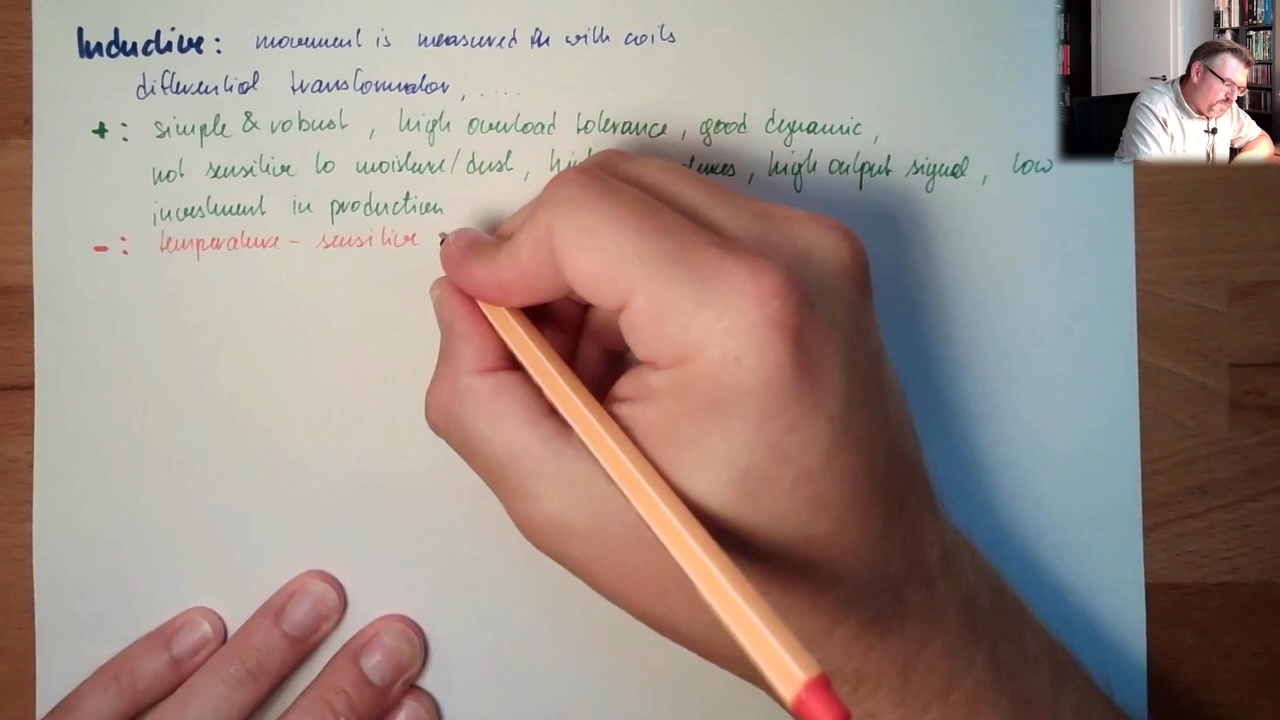 Inductive: movement is measured with coils
differential transformator, ....
+: simple & robust, high overload tolerance, good dynamic,
not sensitive to moisture/dust, high output signal, low
investment in production
-: temperature-sensitive